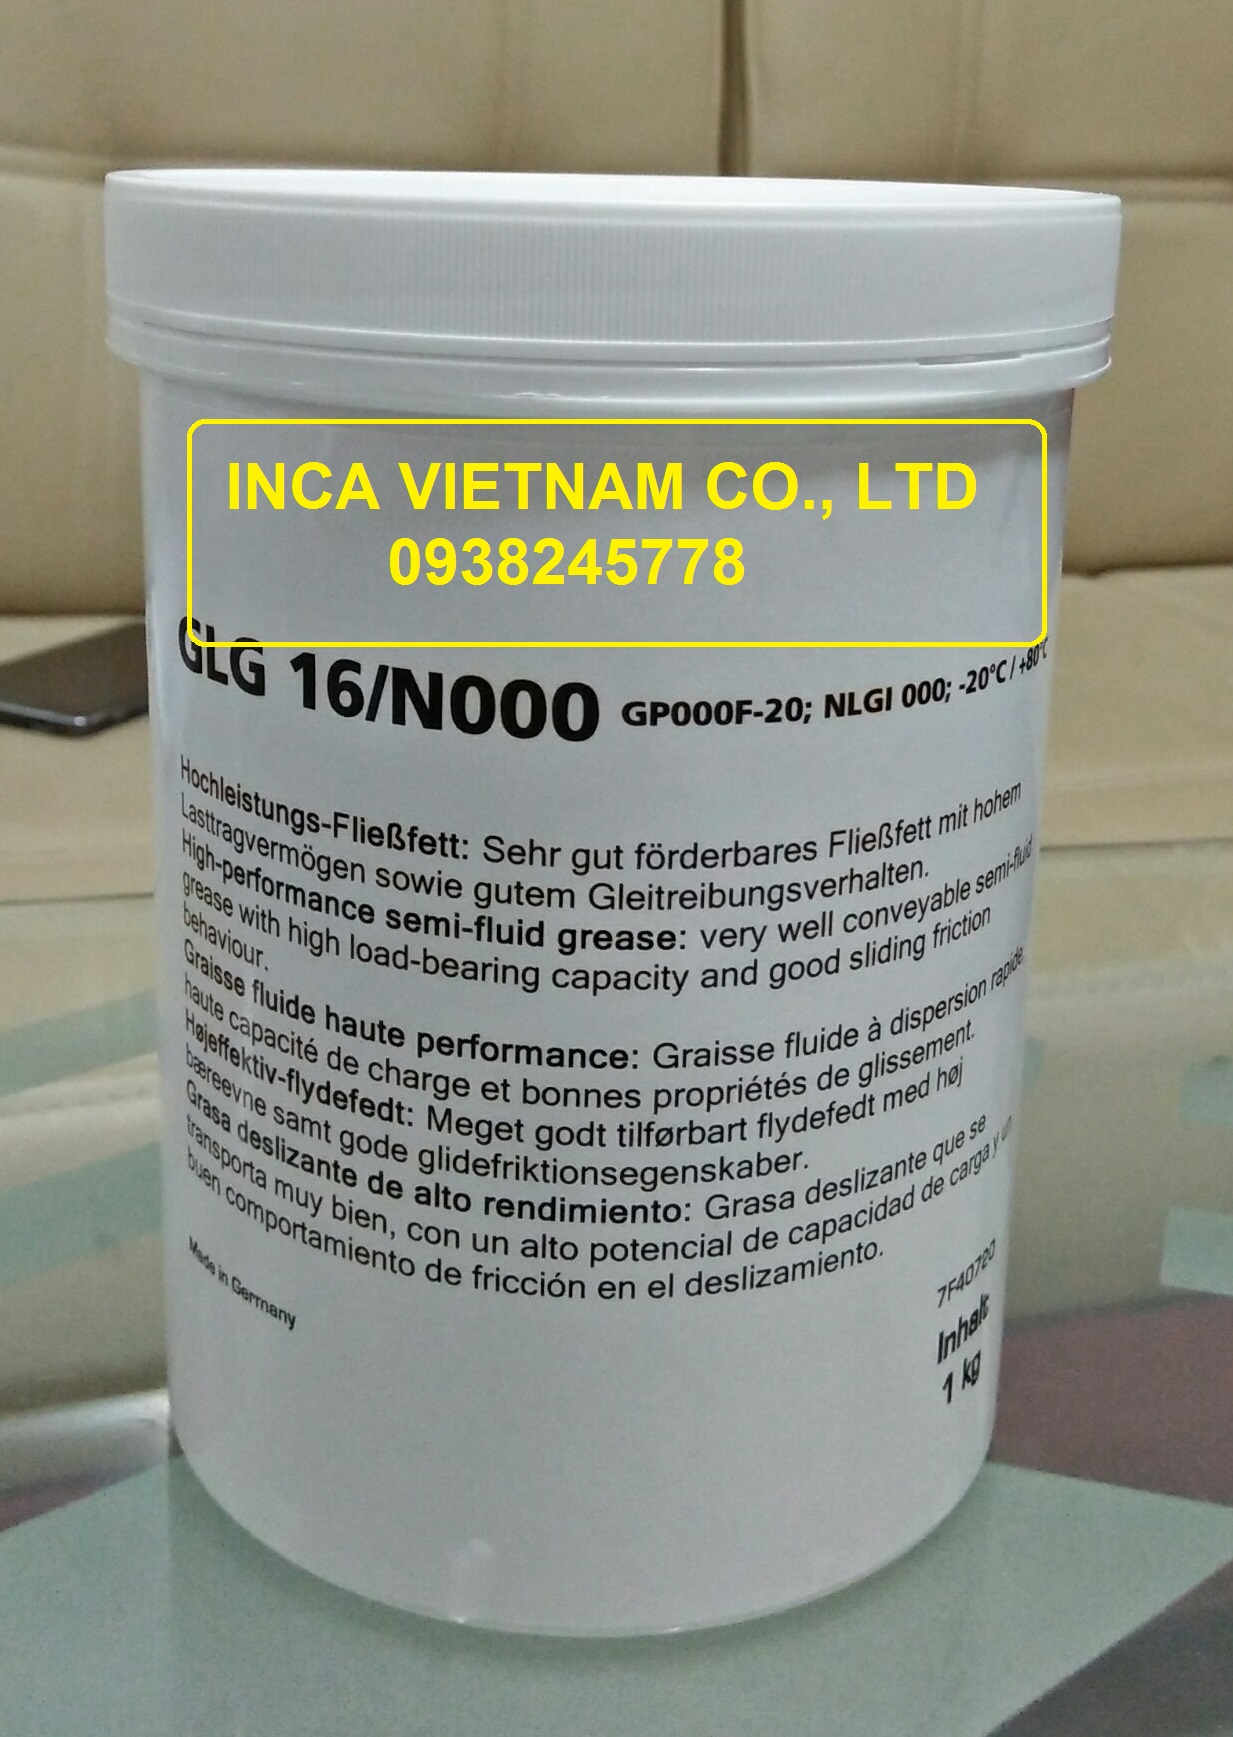 INCA VIETNAM CO., LTD
0938245778
GLG 16/N000 GP000F-20; NLGI 000; -20°C / +80°C
Hochleistungs-Fließfett: Sehr gut förderbares Fließfett mit hohem
Lasttragvermögen sowie gutem Gleitreibungsverhalten.
High-performance semi-fluid grease: very well conveyable semi-fluid
grease with high load-bearing capacity and good sliding friction
behaviour.
Graisse fluide haute performance: Graisse fluide à dispersion rapide,
haute capacité de charge et bonnes propriétés de glissement.
Højeffektiv-flydefedt: Meget godt tilførbart flydefedt med høj
bæreevne samt gode glidefriktionsegenskaber.
Grasa deslizante de alto rendimiento: Grasa deslizante que se
transporta muy bien, con un alto potencial de capacidad de carga y un
buen comportamiento de fricción en el deslizamiento.
Made in Germany
7F40720
Inhalt
1 kg